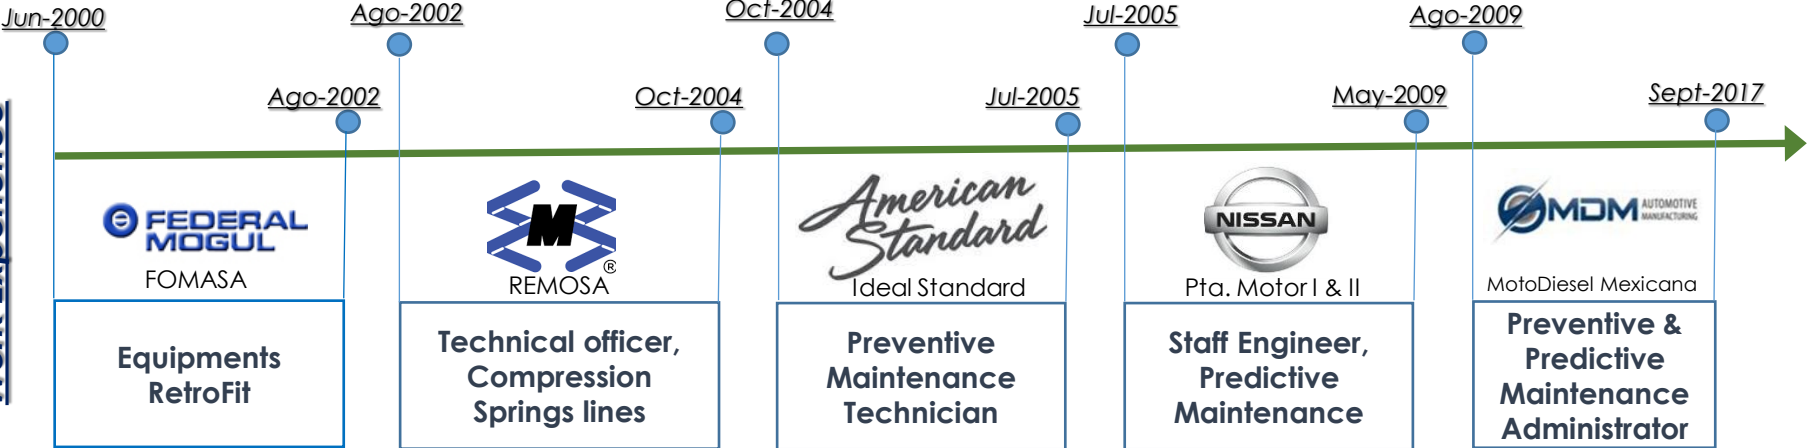 Jun-2000
Ago-2002
Oct-2004
Jul-2005
Ago-2009
Ago-2002
Oct-2004
Jul-2005
May-2009
Sept-2017
FEDERAL
MOGUL
FOMASA
Equipments
RetroFit
M
®
REMOSA
Technical officer,
Compression
Springs lines
American
Standard
Ideal Standard
Preventive
Maintenance
Technician
NISSAN
Pta. Motor I & II
Staff Engineer,
Predictive
Maintenance
MDM AUTOMOTIVE
MANUFACTURING
MotoDiesel Mexicana
Preventive &
Predictive
Maintenance
Administrator